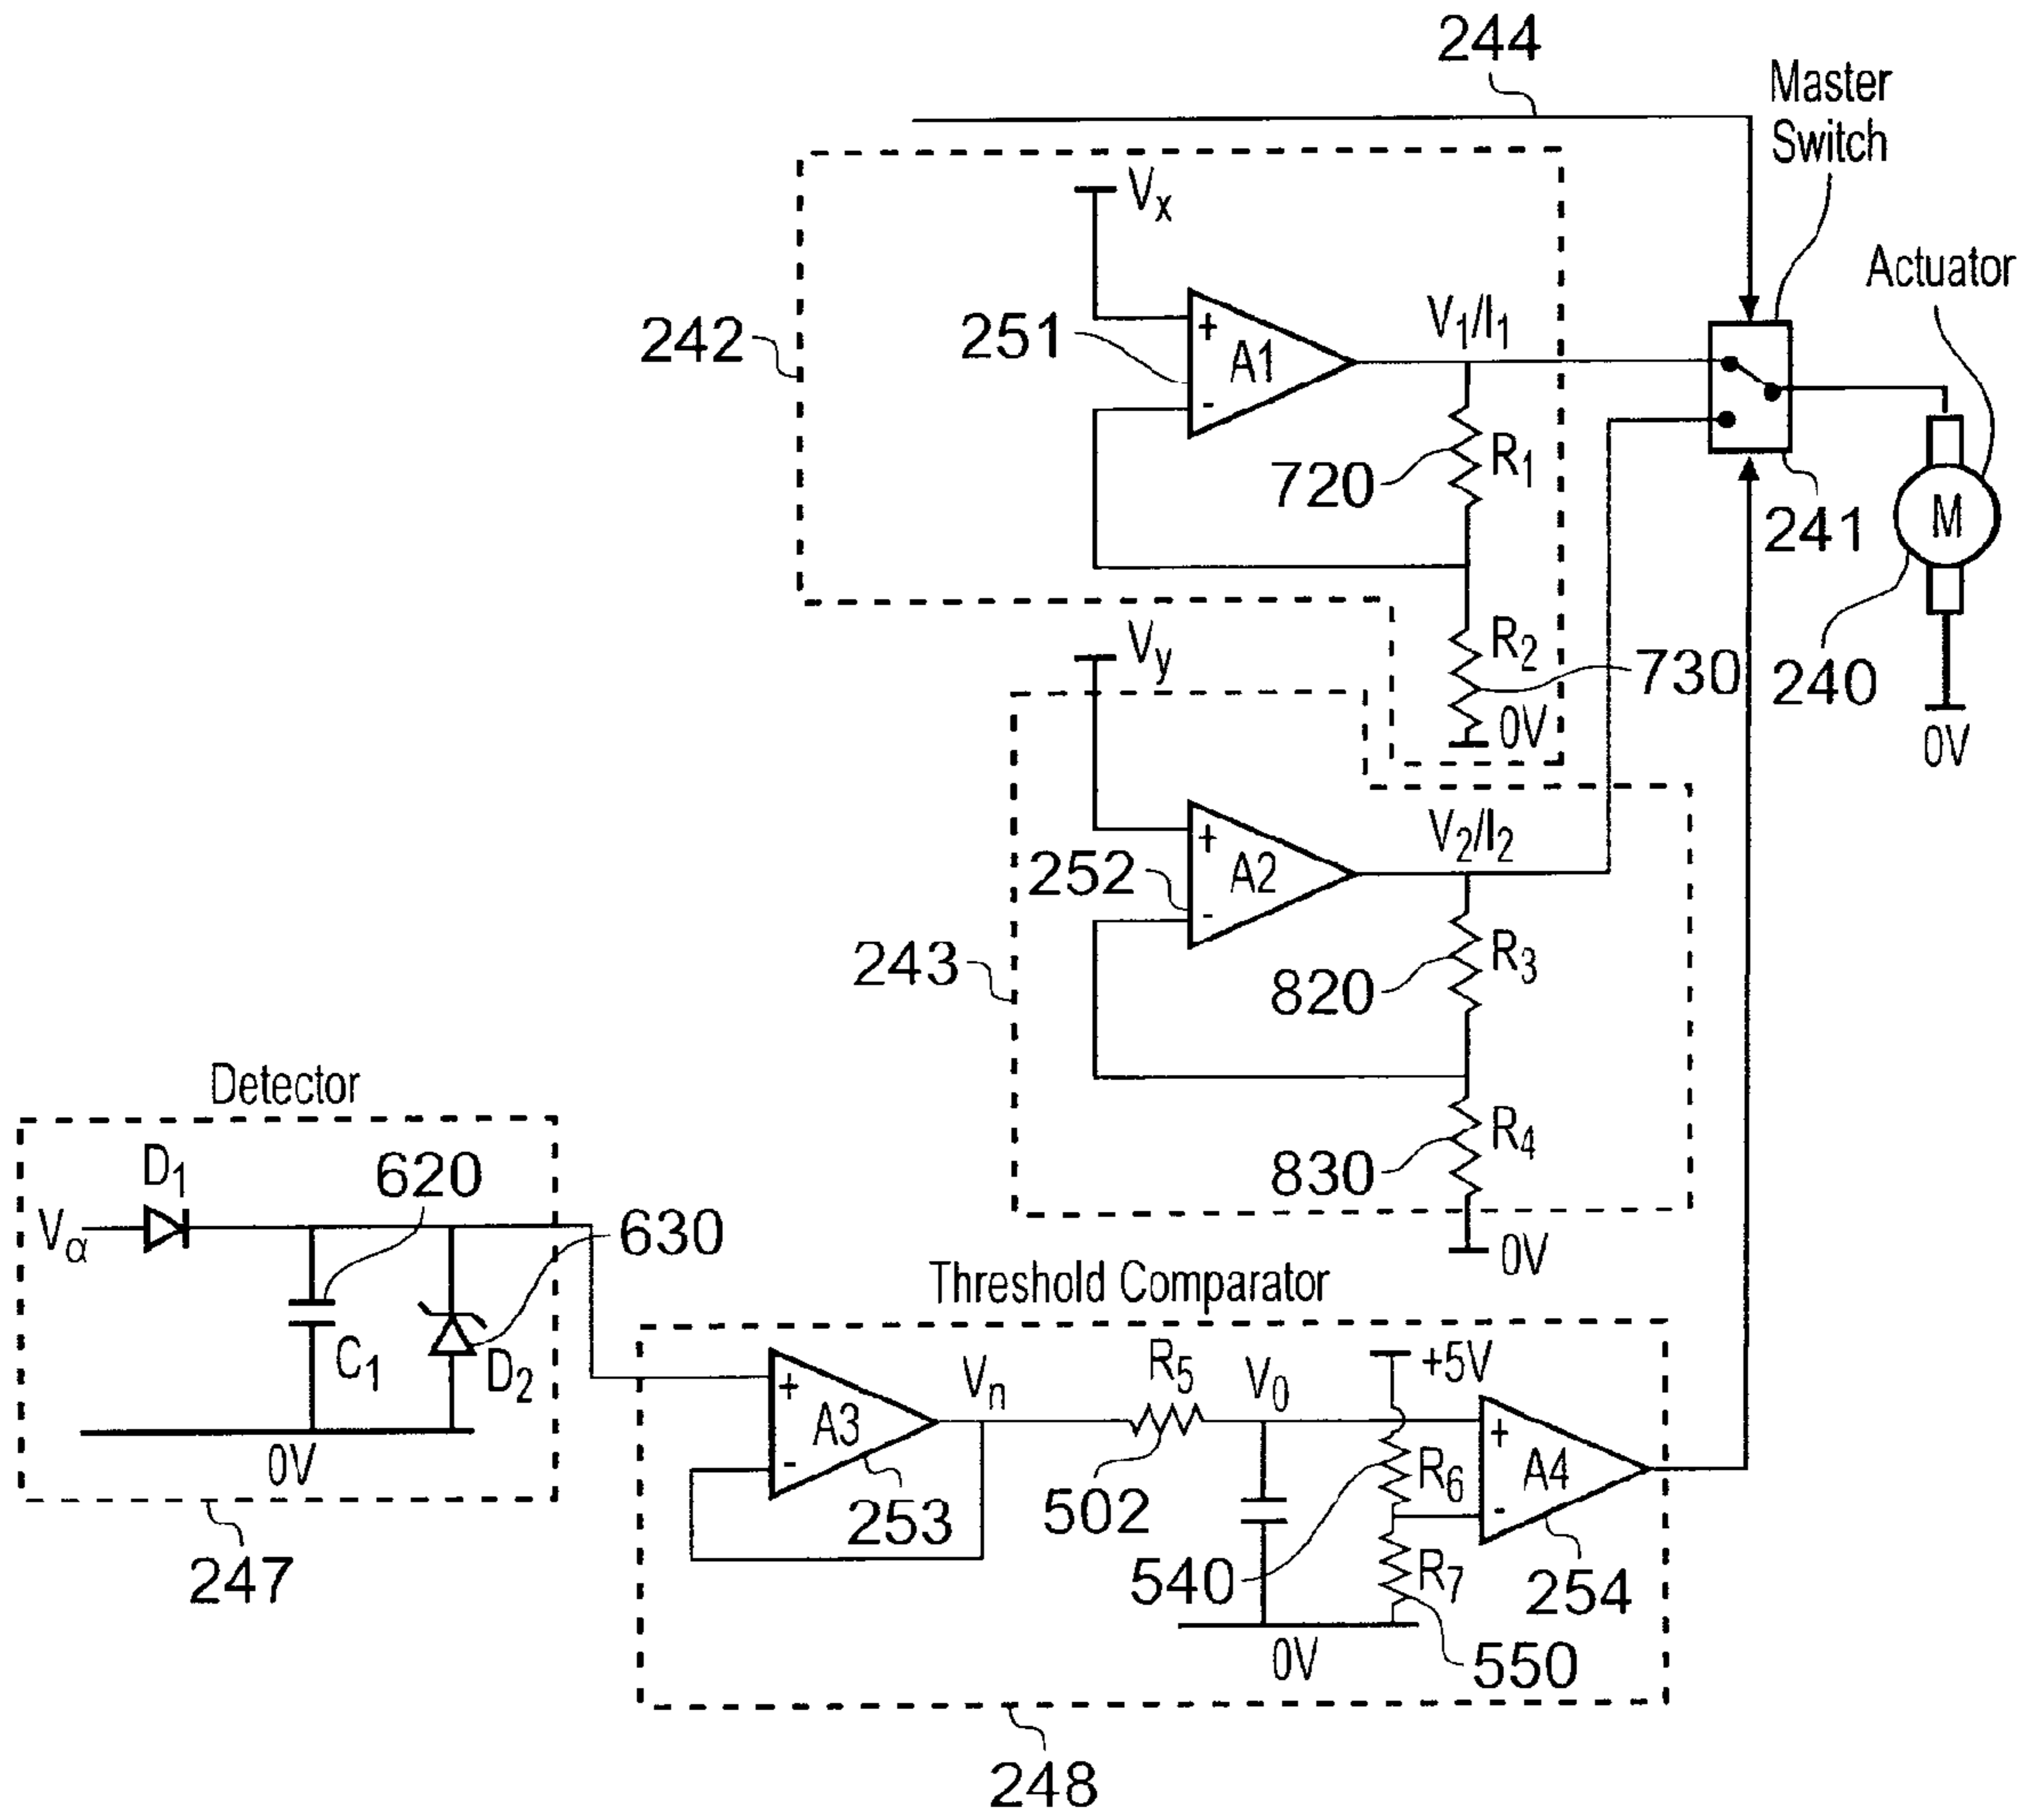 244
Master
Switch
Actuator
Vx
242
251
+
A1
-
V1/I1
720
R1
241
M
240
0V
R2
730
0V
Vy
243
252
+
A2
-
V2/I2
820
R3
830
R4
0V
Detector
D1
620
Vα
630
C1
D2
0V
247
Threshold Comparator
+
A3
-
253
Vn
R5
502
V0
+5V
R6
540
R7
550
+
A4
-
254
0V
248